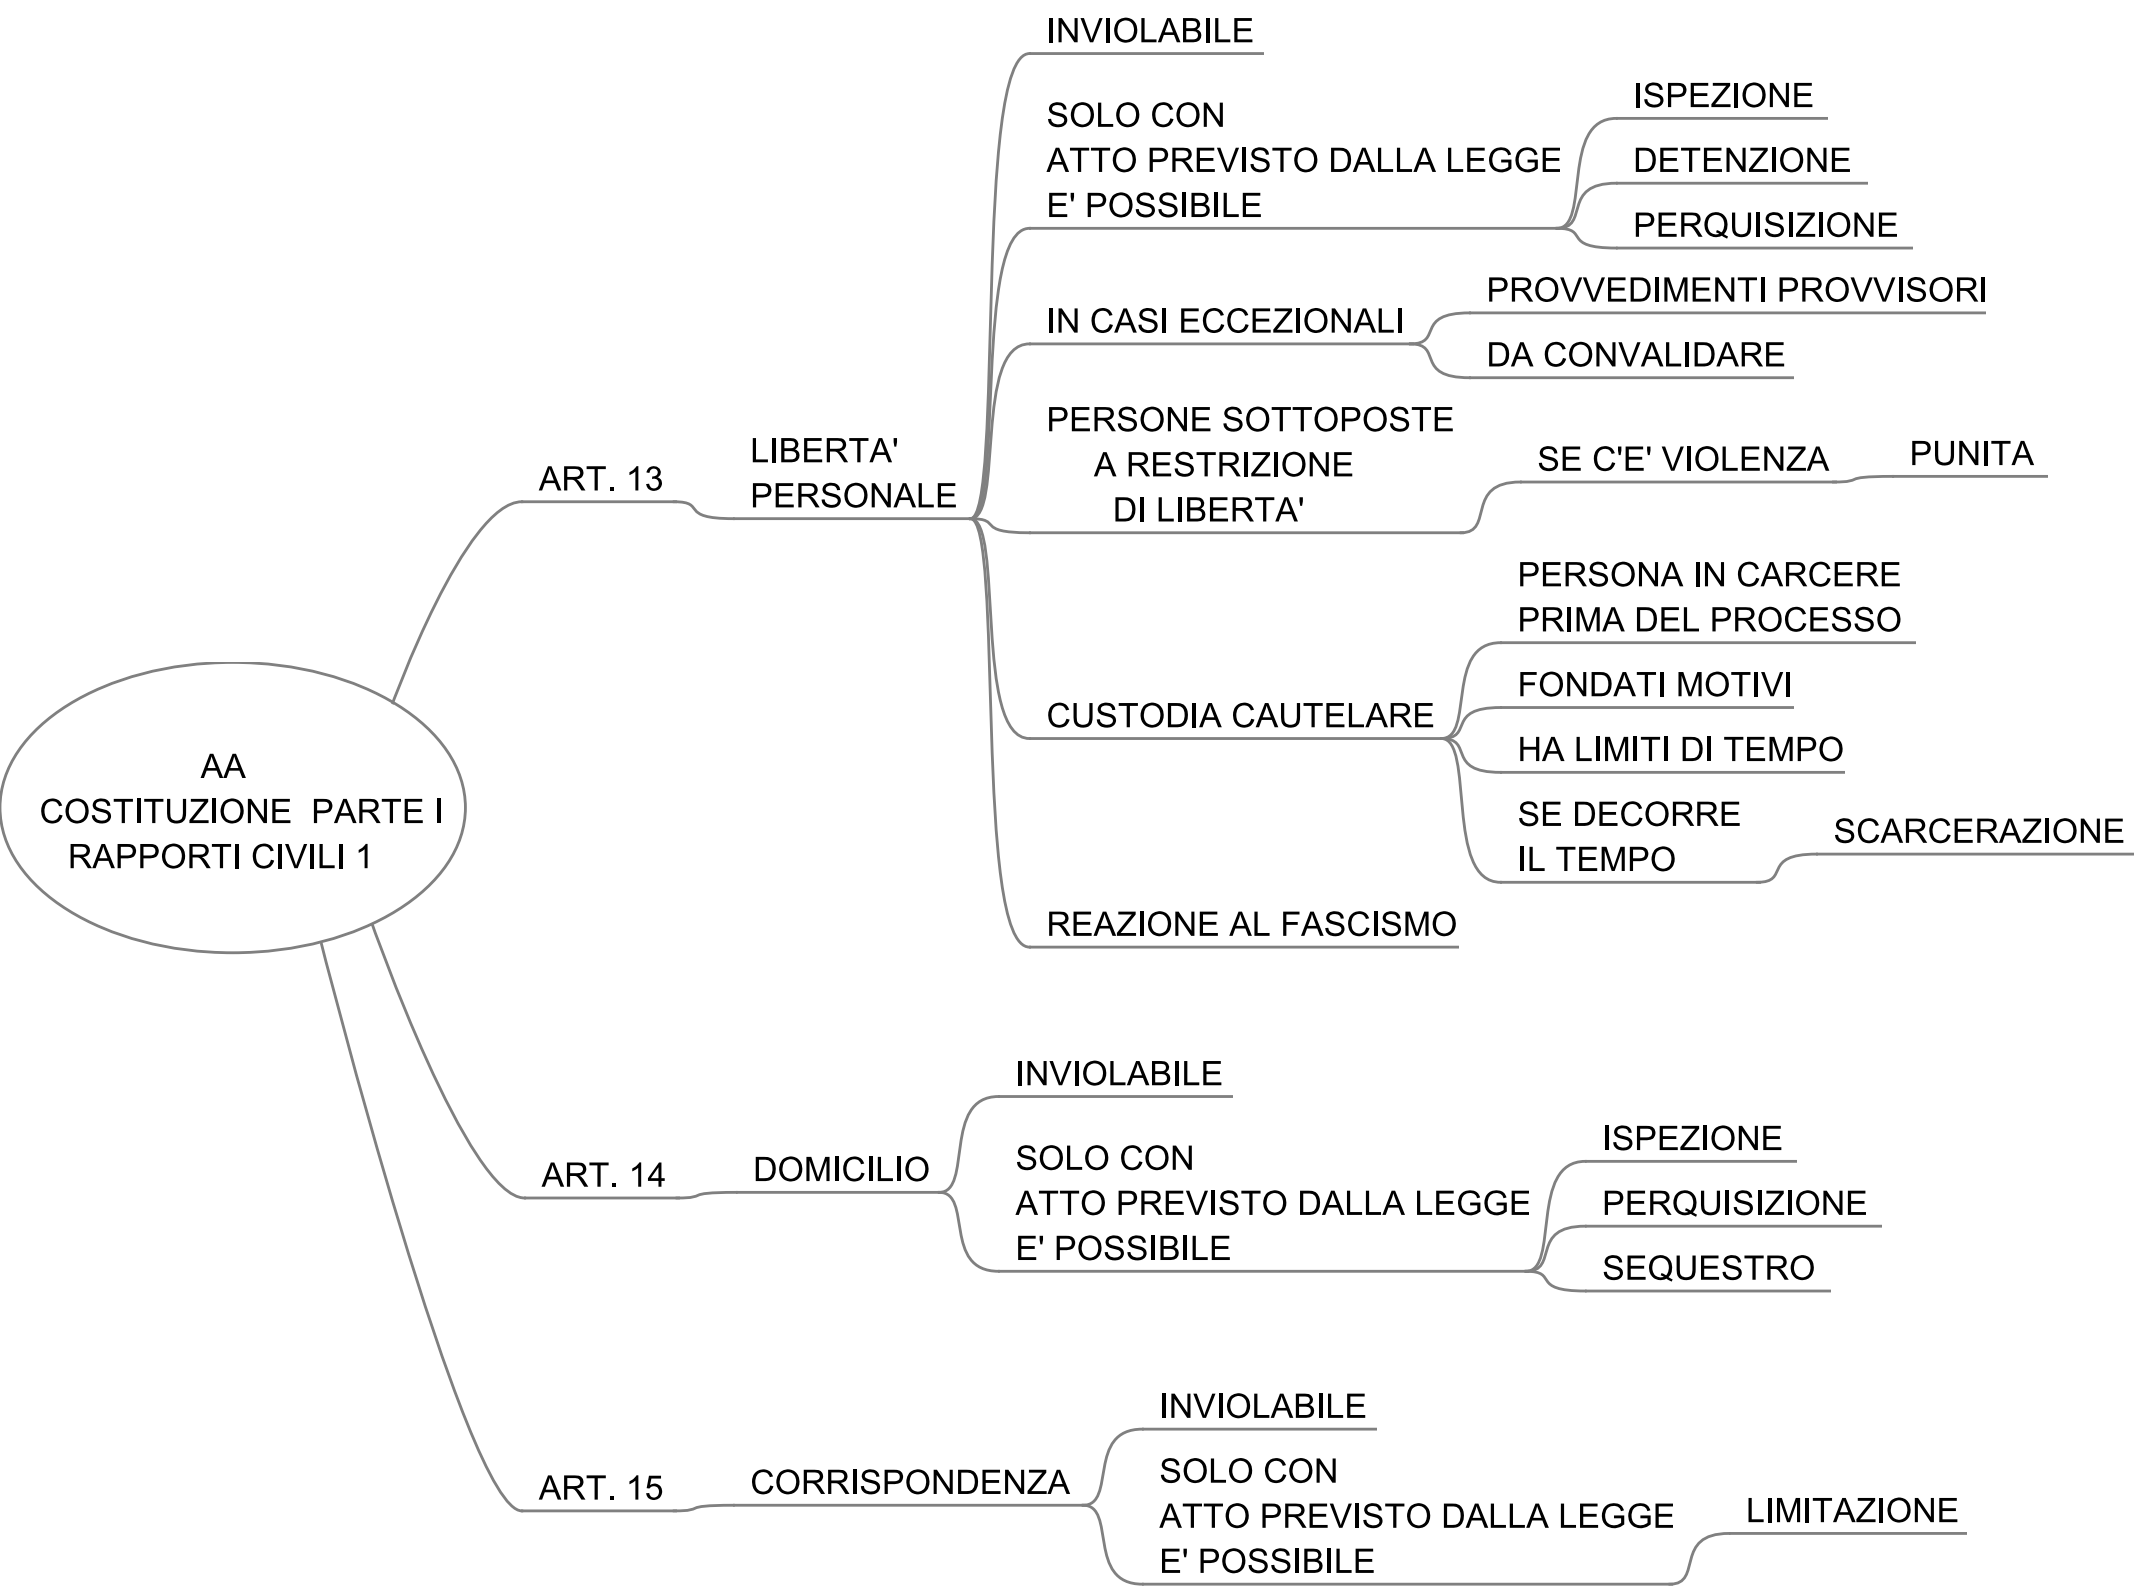 AA
COSTITUZIONE  PARTE I
RAPPORTI CIVILI 1
ART. 13
LIBERTA'
PERSONALE
INVIOLABILE
SOLO CON
ATTO PREVISTO DALLA LEGGE
E' POSSIBILE
ISPEZIONE
DETENZIONE
PERQUISIZIONE
IN CASI ECCEZIONALI
PROVVEDIMENTI PROVVISORI
DA CONVALIDARE
PERSONE SOTTOPOSTE
A RESTRIZIONE
DI LIBERTA'
SE C'E' VIOLENZA
PUNITA
CUSTODIA CAUTELARE
PERSONA IN CARCERE
PRIMA DEL PROCESSO
FONDATI MOTIVI
HA LIMITI DI TEMPO
SE DECORRE
IL TEMPO
SCARCERAZIONE
REAZIONE AL FASCISMO
ART. 14
DOMICILIO
INVIOLABILE
SOLO CON
ATTO PREVISTO DALLA LEGGE
E' POSSIBILE
ISPEZIONE
PERQUISIZIONE
SEQUESTRO
ART. 15
CORRISPONDENZA
INVIOLABILE
SOLO CON
ATTO PREVISTO DALLA LEGGE
E' POSSIBILE
LIMITAZIONE